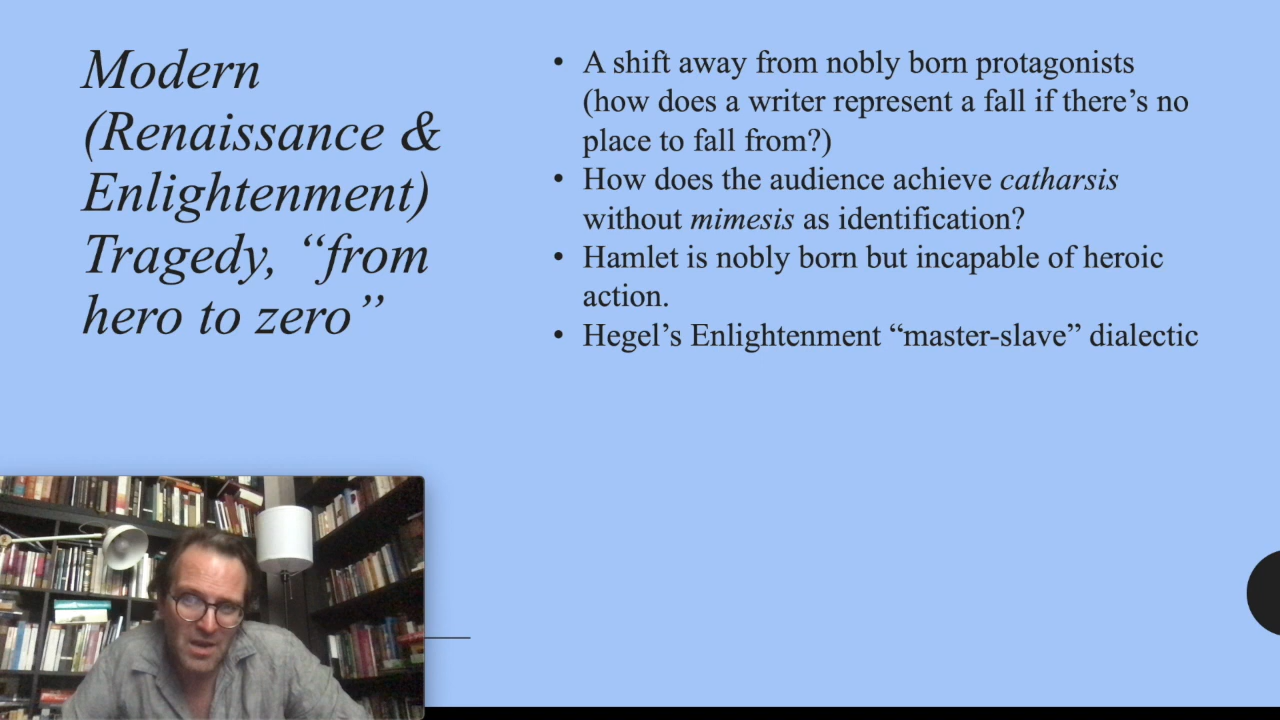 Modern
(Renaissance &
Enlightenment)
Tragedy, “from
hero to zero”
• A shift away from nobly born protagonists
(how does a writer represent a fall if there’s no
place to fall from?)
• How does the audience achieve catharsis
without mimesis as identification?
• Hamlet is nobly born but incapable of heroic
action.
• Hegel’s Enlightenment “master-slave” dialectic